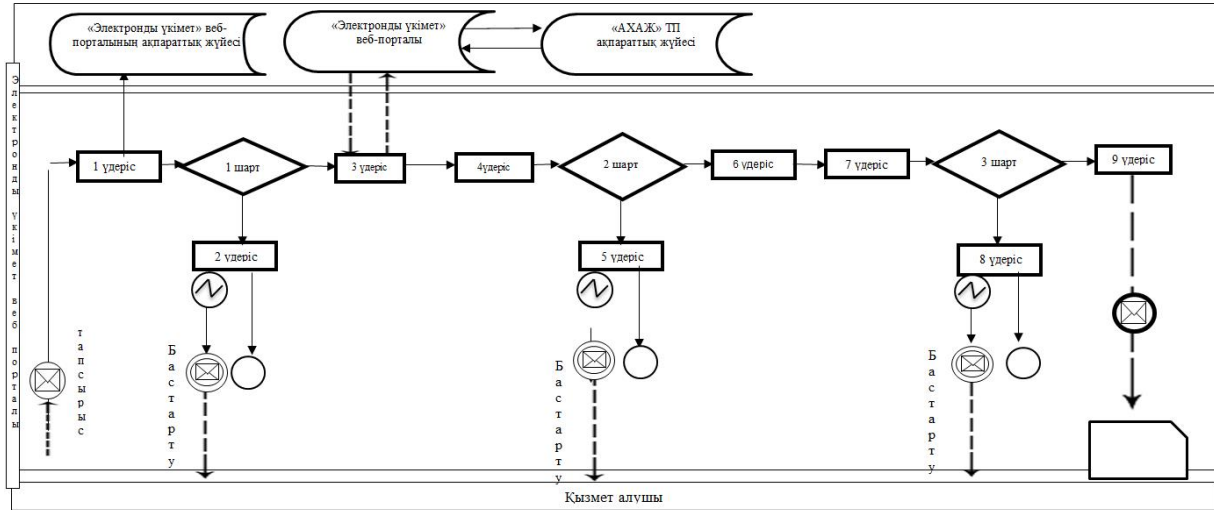 «Электронды үкімет» веб-
порталының ақпараттық жүйесі
«Электронды үкімет»
веб-порталы
«АХАЖ» ТП
ақпараттық жүйесі
Электронды үкімет веб порталы
1 үдеріс
1 шарт
3 үдеріс
4үдеріс
2 шарт
6 үдеріс
7 үдеріс
3 шарт
9 үдеріс
2 үдеріс
5 үдеріс
8 үдеріс
тапсырыс
Бастарту
Бастарту
Бастарту
Қызмет алушы